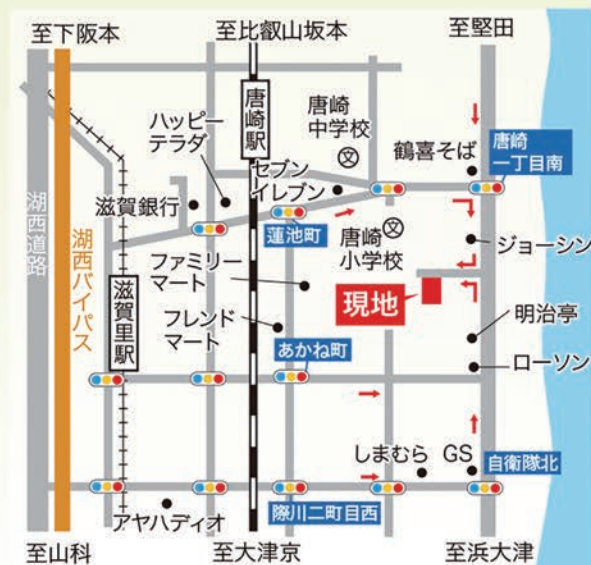 至下阪本
至比叡山坂本
至堅田
唐崎駅
唐崎
中学校
文
ハッピー
テラダ
鶴喜そば
唐崎
一丁目南
セブン
イレブン
滋賀銀行
蓮池町
唐崎
小学校
文
ジョーシン
湖西道路
湖西バイパス
滋賀里駅
ファミリー
マート
現地
フレンド
マート
明治亭
あかね町
ローソン
しまむら
GS
自衛隊北
アヤハディオ
際川二町目西
至山科
至大津京
至浜大津